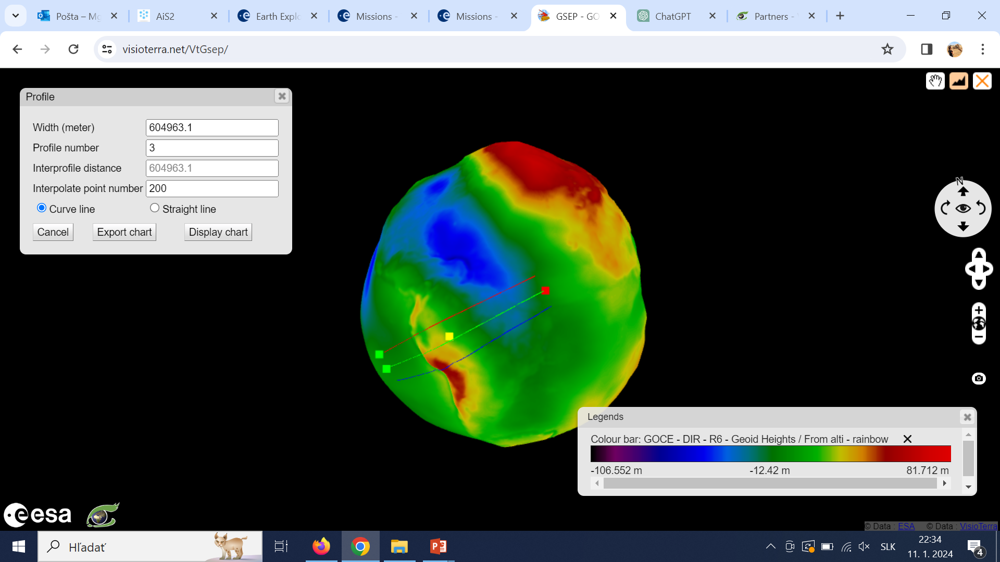 Pošta – Mg
AiS2
Earth Explo
Missions -
Missions -
GSEP - GO
ChatGPT
Partners -
visioterra.net/VtGsep/
Profile
Width (meter) 604963.1
Profile number 3
Interprofile distance 604963.1
Interpolate point number 200
Curve line Straight line
Cancel Export chart Display chart
N
Legends
Colour bar: GOCE - DIR - R6 - Geoid Heights / From alti - rainbow
-106.552 m -12.42 m 81.712 m
esa
© Data : ESA © Data : VisioTerra
Hľadať
SLK
22:34
11. 1. 2024
4